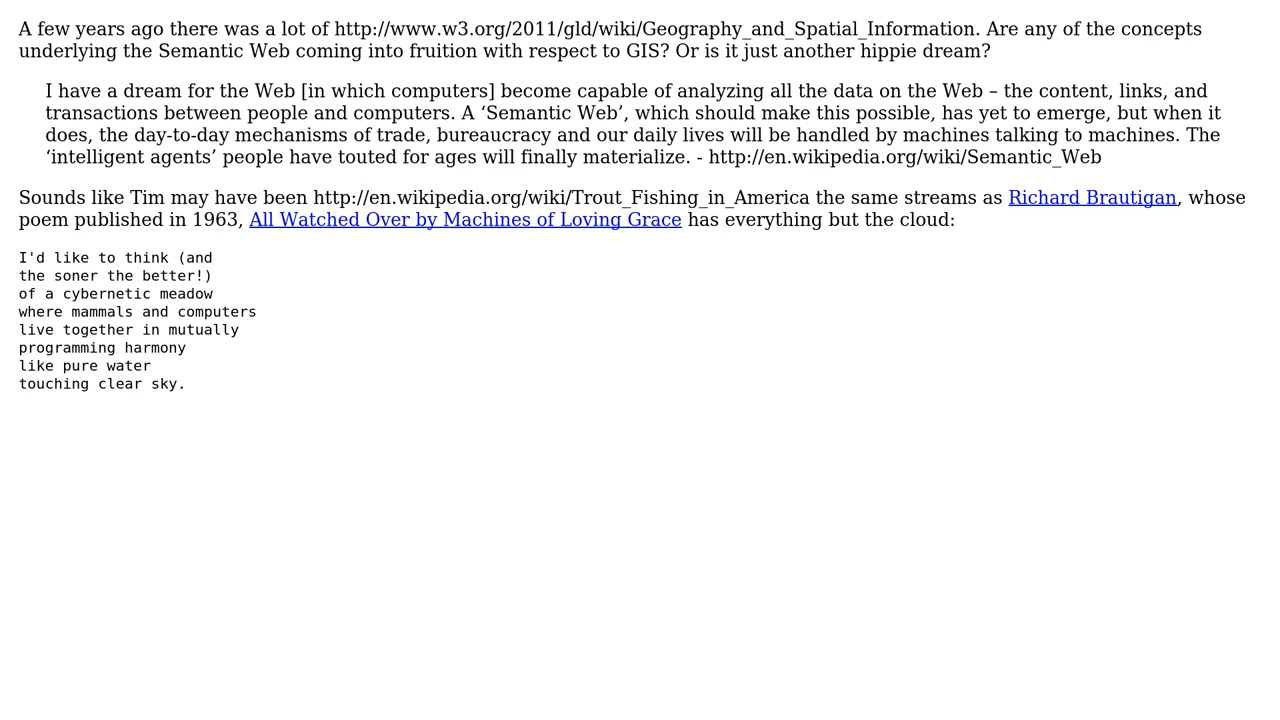 A few years ago there was a lot of http://www.w3.org/2011/gld/wiki/Geography_and_Spatial_Information. Are any of the concepts
underlying the Semantic Web coming into fruition with respect to GIS? Or is it just another hippie dream?
I have a dream for the Web [in which computers] become capable of analyzing all the data on the Web – the content, links, and
transactions between people and computers. A ‘Semantic Web’, which should make this possible, has yet to emerge, but when it
does, the day-to-day mechanisms of trade, bureaucracy and our daily lives will be handled by machines talking to machines. The
‘intelligent agents’ people have touted for ages will finally materialize. - http://en.wikipedia.org/wiki/Semantic_Web
Sounds like Tim may have been http://en.wikipedia.org/wiki/Trout_Fishing_in_America the same streams as Richard Brautigan, whose
poem published in 1963, All Watched Over by Machines of Loving Grace has everything but the cloud:
I'd like to think (and
the soner the better!)
of a cybernetic meadow
where mammals and computers
live together in mutually
programming harmony
like pure water
touching clear sky.